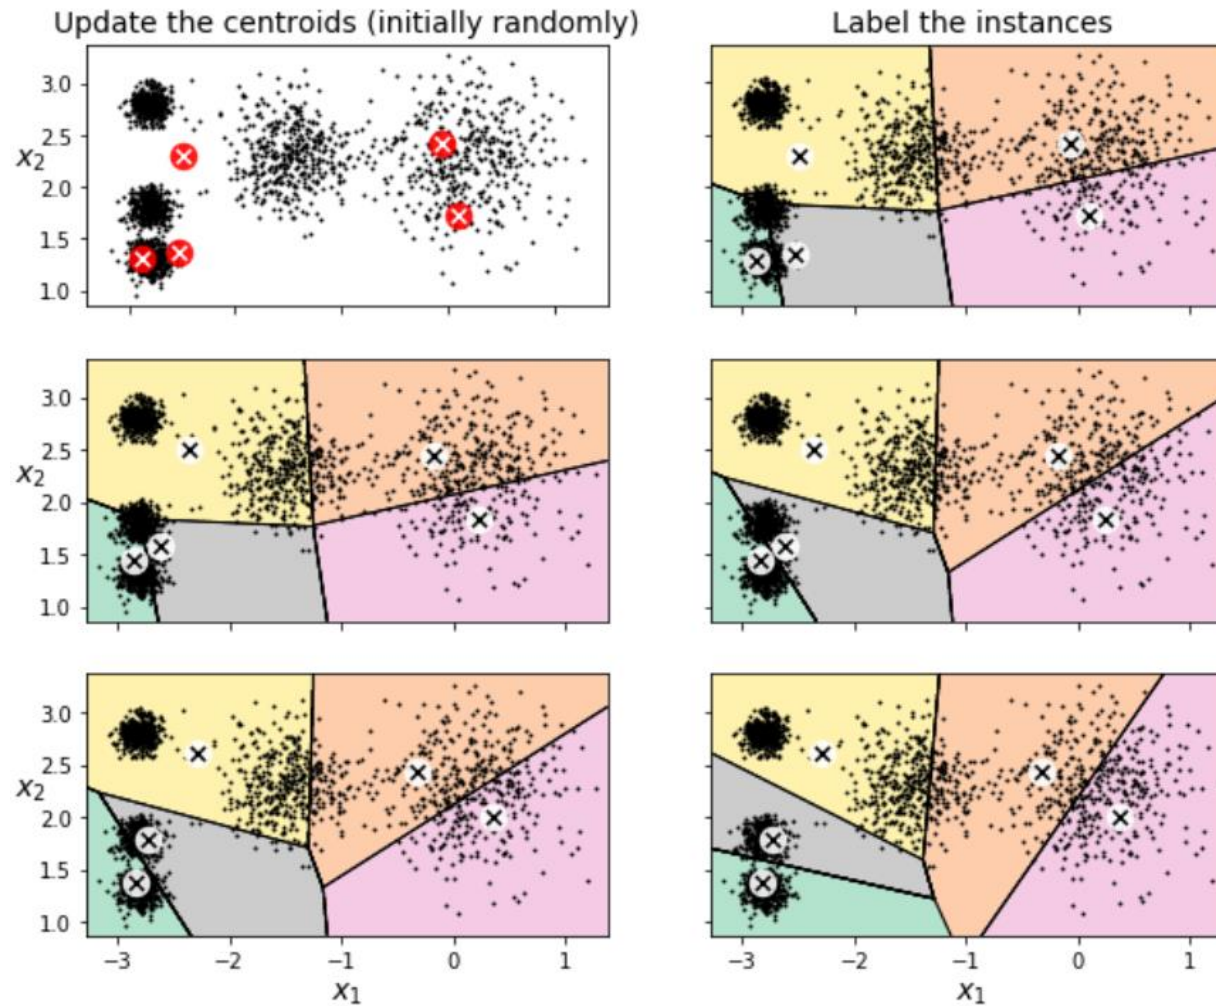 Update the centroids (initially randomly)
Label the instances
3.0
2.5
x₂
2.0
1.5
1.0
3.0
2.5
x₂
2.0
1.5
1.0
3.0
2.5
x₂
2.0
1.5
1.0
−3 −2 −1 0 1
x₁
−3 −2 −1 0 1
x₁